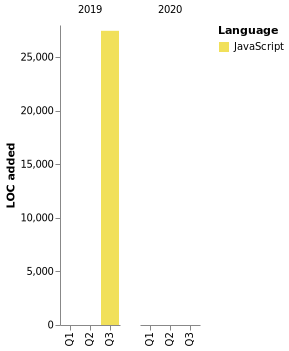 2019 2020
Language
JavaScript
LOC added
25,000
20,000
15,000
10,000
5,000
0
Q1 Q2 Q3 Q1 Q2 Q3